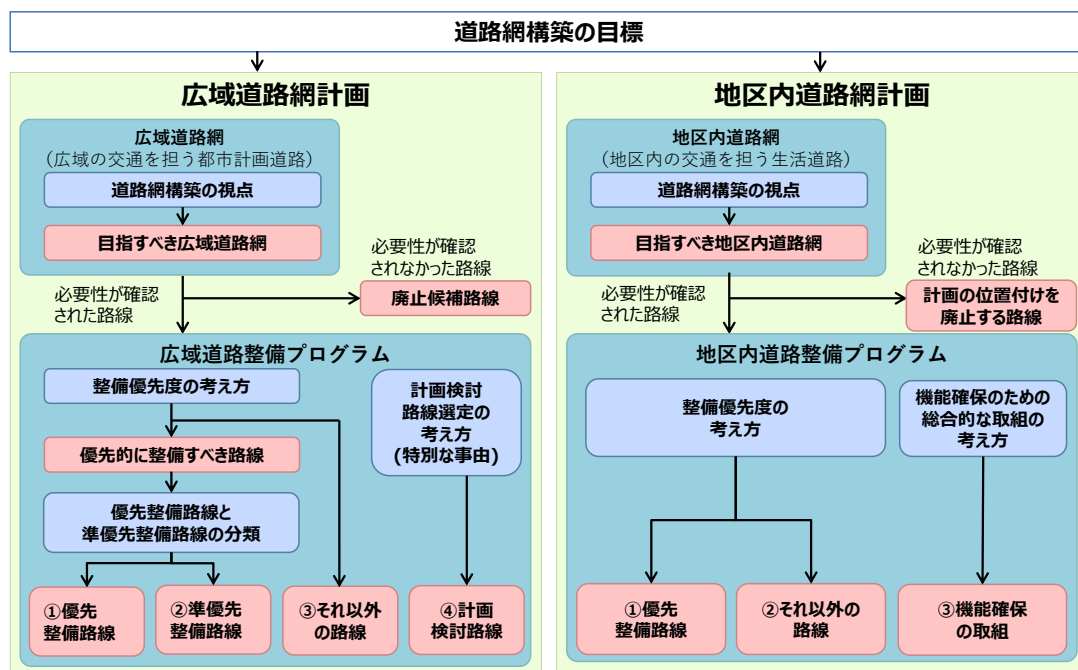 道路網構築の目標
広域道路網計画
広域道路網
（広域の交通を担う都市計画道路）
道路網構築の視点
目指すべき広域道路網
必要性が確認
された路線
必要性が確認
されなかった路線
廃止候補路線
広域道路整備プログラム
整備優先度の考え方
優先的に整備すべき路線
優先整備路線と
準優先整備路線の分類
計画検討
路線選定の
考え方
(特別な事由)
①優先
整備路線
②準優先
整備路線
③それ以外
の路線
④計画
検討路線
地区内道路網計画
地区内道路網
（地区内の交通を担う生活道路）
道路網構築の視点
目指すべき地区内道路網
必要性が確認
された路線
必要性が確認
されなかった路線
計画の位置付けを
廃止する路線
地区内道路整備プログラム
整備優先度の
考え方
機能確保のための
総合的な取組の
考え方
①優先
整備路線
②それ以外の
路線
③機能確保
の取組